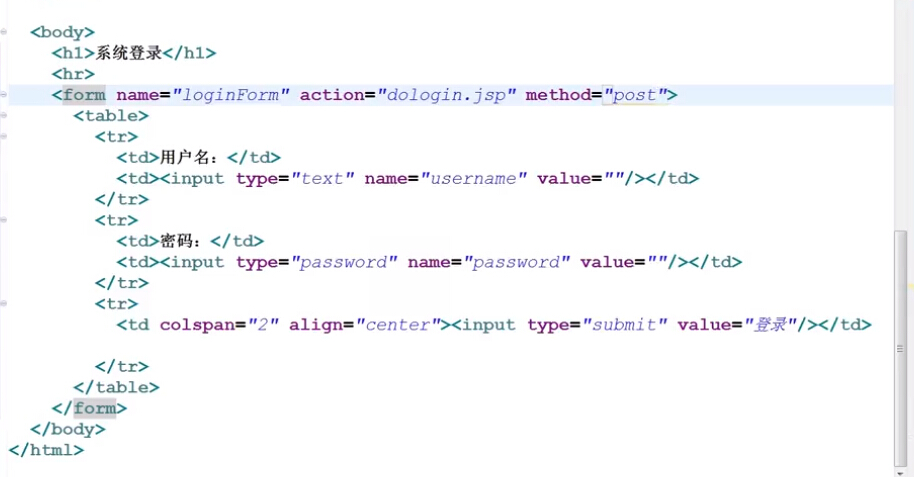 <body>
<h1>系统登录</h1>
<hr>
<form name="loginForm" action="dologin.jsp" method="post">
<table>
<tr>
<td>用户名：</td>
<td><input type="text" name="username" value=""/></td>
</tr>
<tr>
<td>密码：</td>
<td><input type="password" name="password" value=""/></td>
</tr>
<tr>
<td colspan="2" align="center"><input type="submit" value="登录"/></td>
</tr>
</table>
</form>
</body>
</html>